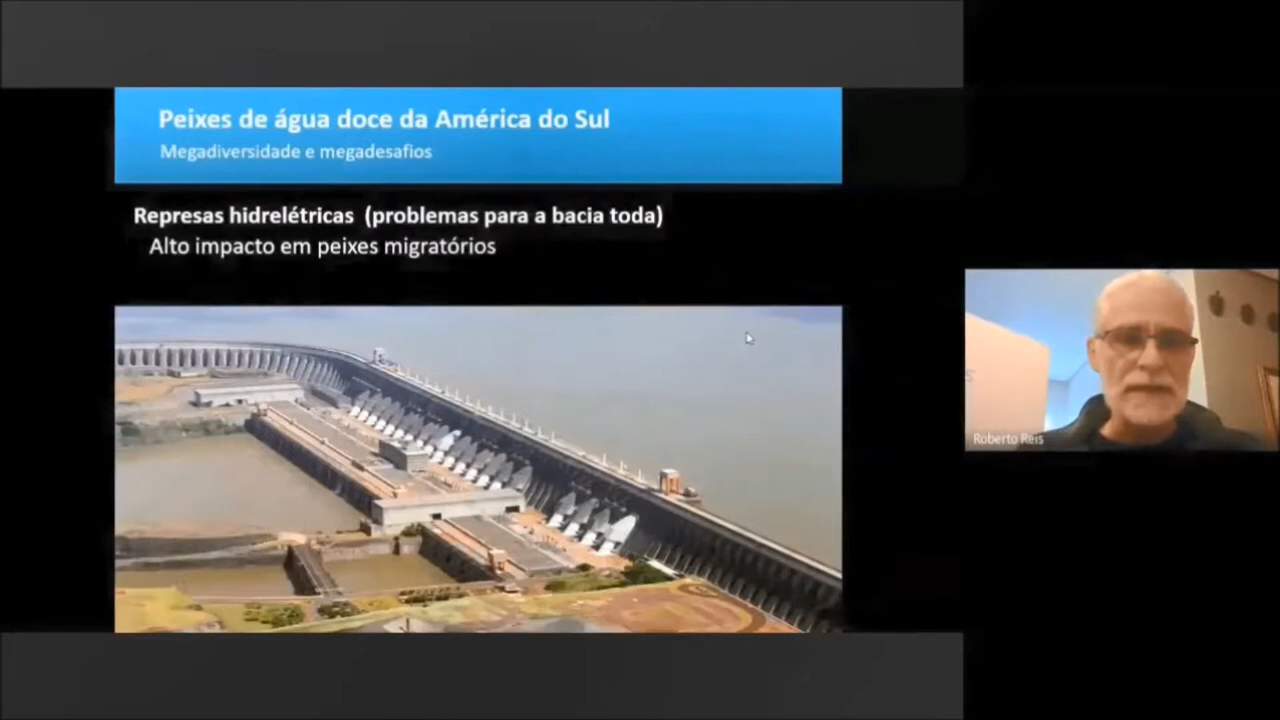 Peixes de água doce da América do Sul
Megadiversidade e megadesafios
Represas hidrelétricas (problemas para a bacia toda)
Alto impacto em peixes migratórios
Roberto Reis